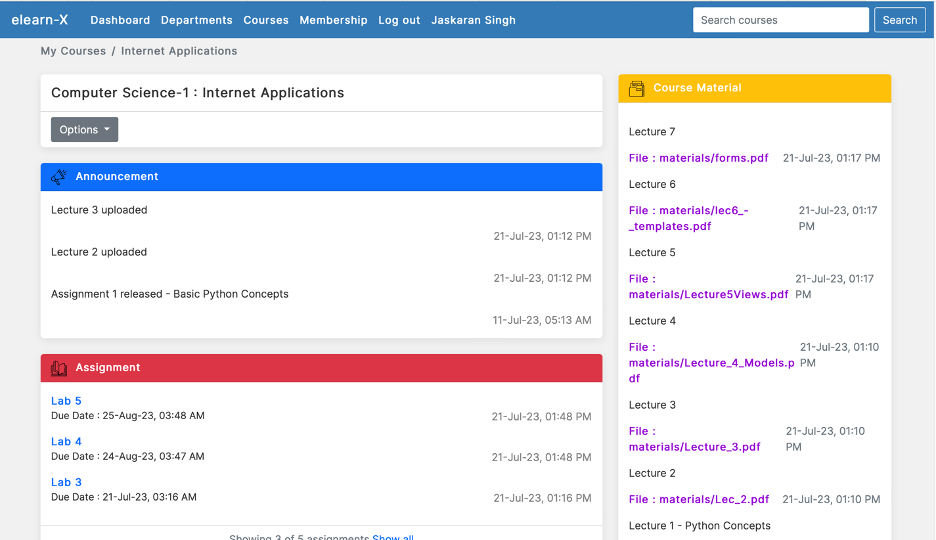 elearn-X Dashboard Departments Courses Membership Log out Jaskaran Singh Search courses Search
My Courses / Internet Applications
Computer Science-1 : Internet Applications
Options
Announcement
Lecture 3 uploaded
21-Jul-23, 01:12 PM
Lecture 2 uploaded
21-Jul-23, 01:12 PM
Assignment 1 released - Basic Python Concepts
11-Jul-23, 05:13 AM
Assignment
Lab 5
Due Date : 25-Aug-23, 03:48 AM 21-Jul-23, 01:48 PM
Lab 4
Due Date : 24-Aug-23, 03:47 AM 21-Jul-23, 01:48 PM
Lab 3
Due Date : 21-Jul-23, 03:16 AM 21-Jul-23, 01:16 PM
Showing 3 of 5 assignments Show all
Course Material
Lecture 7
File : materials/forms.pdf 21-Jul-23, 01:17 PM
Lecture 6
File : materials/lec6_- 21-Jul-23, 01:17
_templates.pdf PM
Lecture 5
File : 21-Jul-23, 01:17
materials/Lecture5Views.pdf PM
Lecture 4
File : 21-Jul-23, 01:10
materials/Lecture_4_Models.p PM
df
Lecture 3
File : 21-Jul-23, 01:10
materials/Lecture_3.pdf PM
Lecture 2
File : materials/Lec_2.pdf 21-Jul-23, 01:10 PM
Lecture 1 - Python Concepts